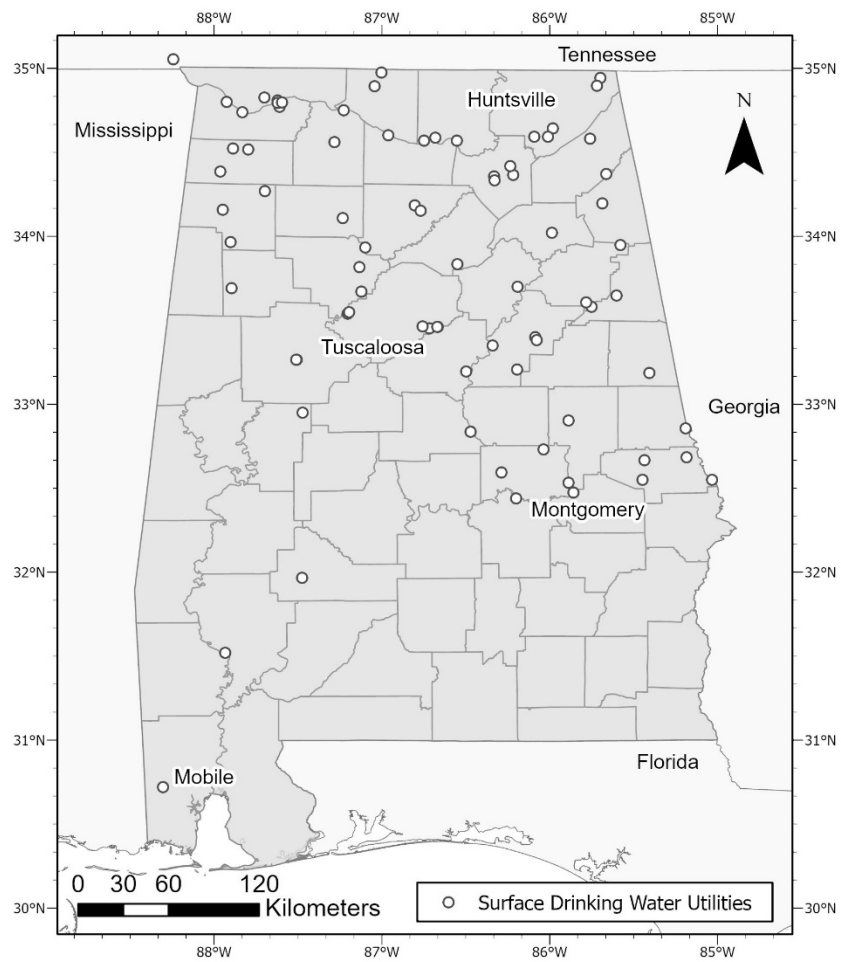 88°W 87°W 86°W 85°W
Tennessee
35°N 35°N
Huntsville
N
Mississippi
34°N 34°N
Tuscaloosa
33°N 33°N
Georgia
Montgomery
32°N 32°N
31°N 31°N
Florida
Mobile
0 30 60 120
Kilometers
Surface Drinking Water Utilities
30°N 30°N
88°W 87°W 86°W 85°W